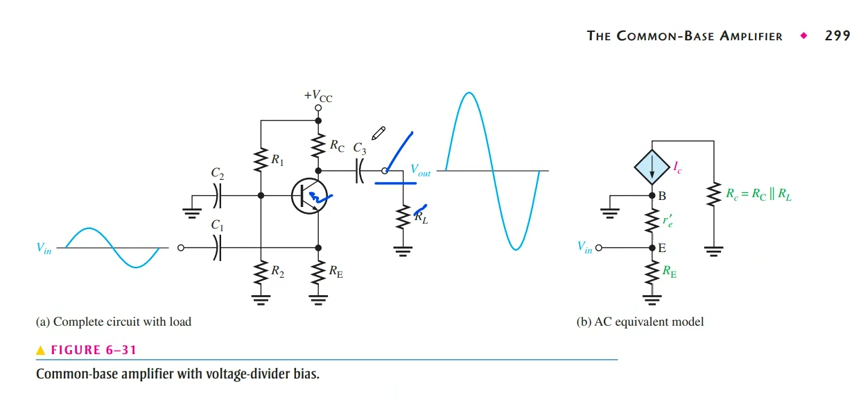 THE COMMON-BASE AMPLIFIER ◆ 299
+VCC
RC C3
R1
C2
Vout
Ic
Rc = RC || RL
B
r′e
RL
C1
Vin
Vin
E
R2
RE
RE
(a) Complete circuit with load
(b) AC equivalent model
▲ FIGURE 6–31
Common-base amplifier with voltage-divider bias.